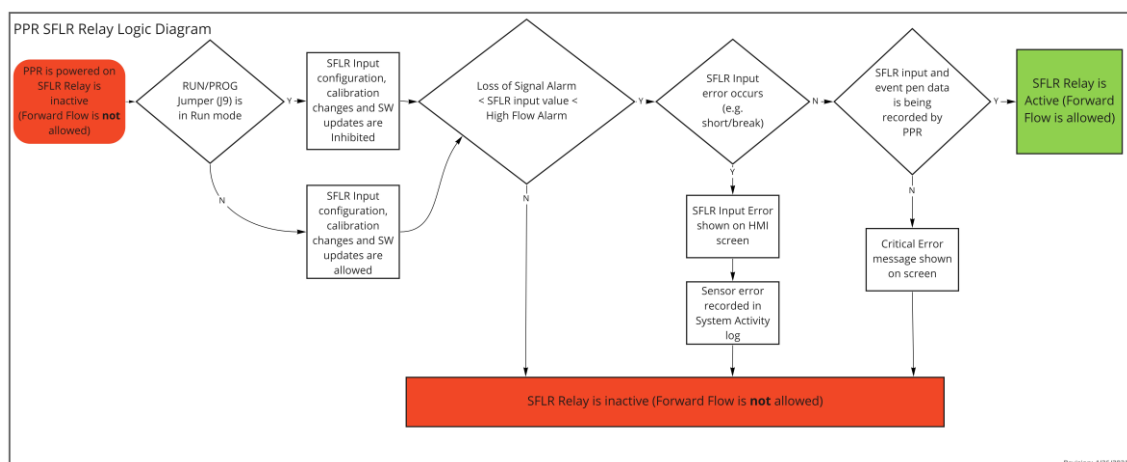 PPR SFLR Relay Logic Diagram
PPR is powered on
SFLR Relay is
inactive
(Forward Flow is not
allowed)
RUN/PROG
Jumper (J9) is
in Run mode
Y
N
SFLR Input
configuration,
calibration
changes and SW
updates are
Inhibited
SFLR Input
configuration,
calibration
changes and SW
updates are
allowed
Loss of Signal Alarm
< SFLR input value <
High Flow Alarm
Y
N
SFLR Input
error occurs
(e.g.
short/break)
N
Y
SFLR Input Error
shown on HMI
screen
Sensor error
recorded in
System Activity
log
SFLR input and
event pen data is
being
recorded by
PPR
Y
N
Critical Error
message shown
on screen
SFLR Relay is
Active (Forward
Flow is allowed)
SFLR Relay is inactive (Forward Flow is not allowed)